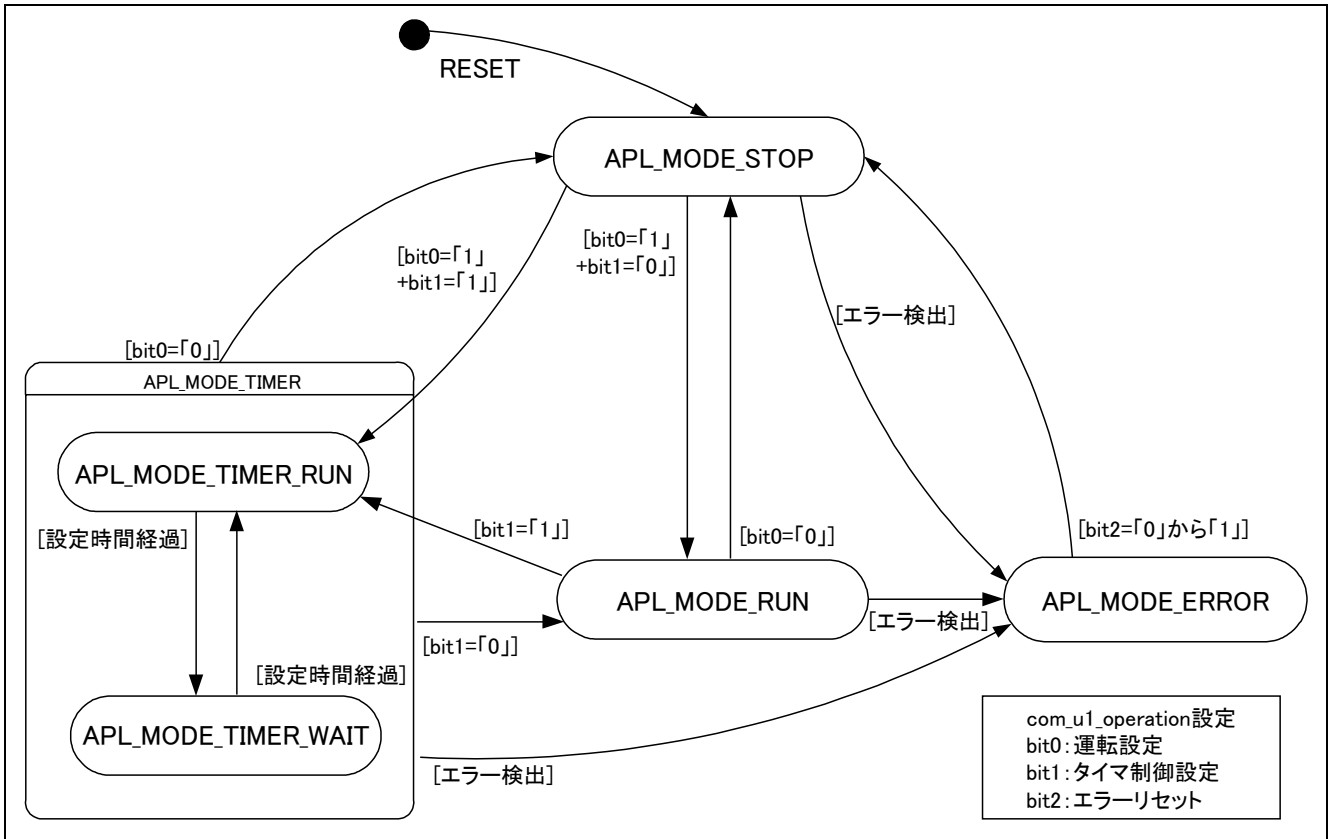 RESET
APL_MODE_STOP
[bit0=「1」
+bit1=「1」]
[bit0=「1」
+bit1=「0」]
[エラー検出]
[bit0=「0」]
APL_MODE_TIMER
APL_MODE_TIMER_RUN
[設定時間経過]
[bit1=「1」]
[bit0=「0」]
[bit2=「0」から「1」]
APL_MODE_RUN
APL_MODE_ERROR
[エラー検出]
[bit1=「0」]
[設定時間経過]
APL_MODE_TIMER_WAIT
[エラー検出]
com_u1_operation設定
bit0：運転設定
bit1：タイマ制御設定
bit2：エラーリセット